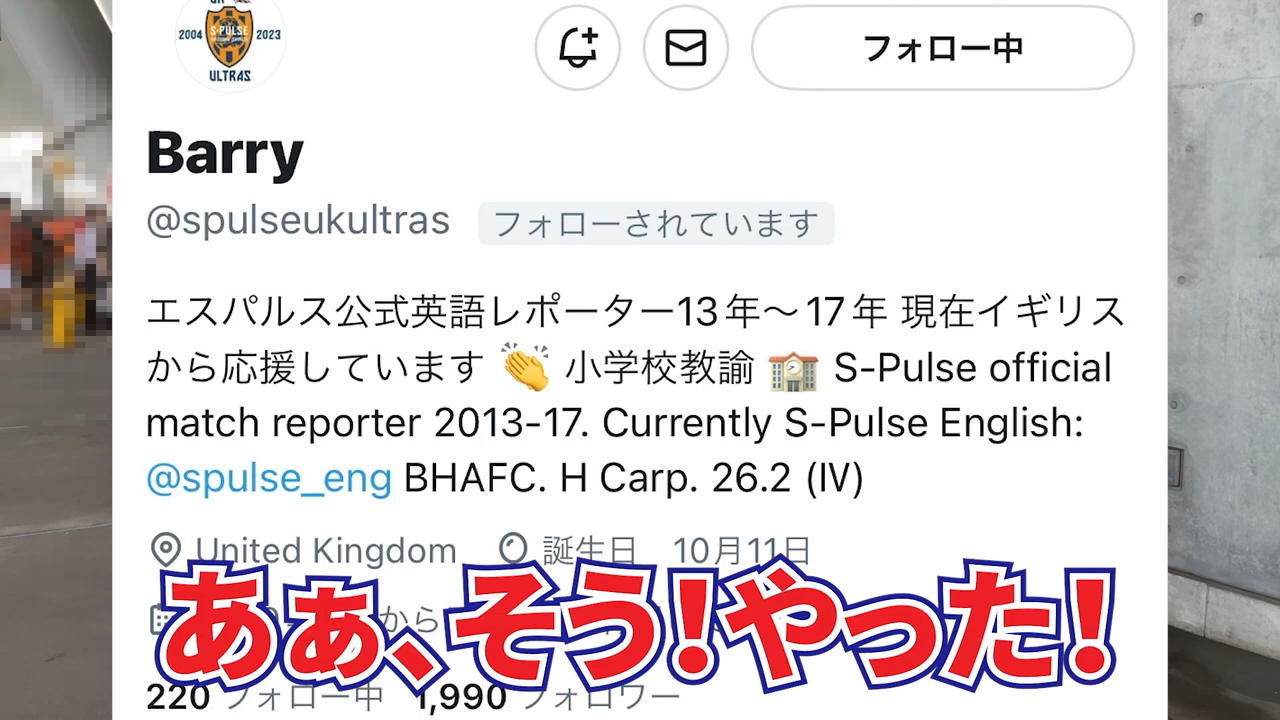 2004 S-PULSE 2023
ULTRAS
フォロー中
Barry
@spulseukultras フォローされています
エスパルス公式英語レポーター13年〜17年 現在イギリス
から応援しています 👏 小学校教諭 🏫 S-Pulse official
match reporter 2013-17. Currently S-Pulse English:
@spulse_eng BHAFC. H Carp. 26.2 (IV)
United Kingdom 誕生日 10月11日
から
あぁ、そう！やった！
220 フォロー中 1,990 フォロワー